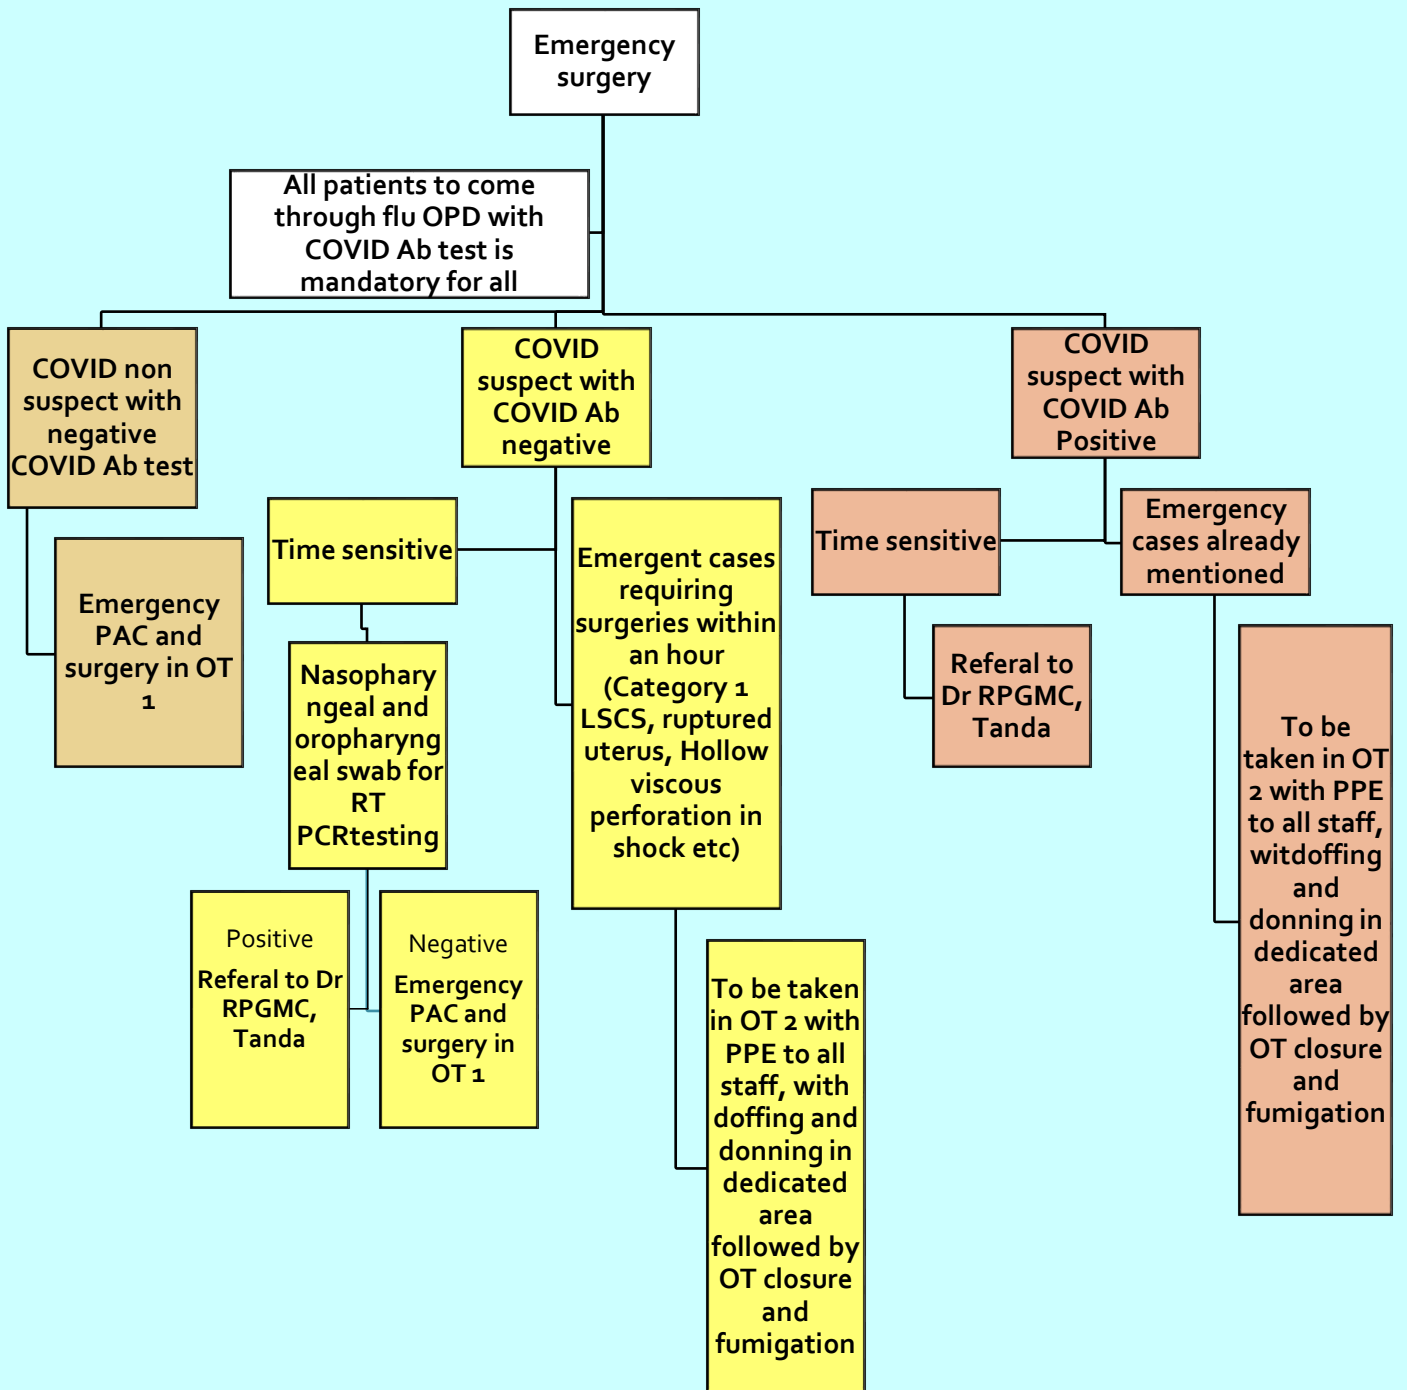 Emergency
surgery
All patients to come
through flu OPD with
COVID Ab test is
mandatory for all
COVID non
suspect with
negative
COVID Ab test
Emergency
PAC and
surgery in OT
1
COVID
suspect with
COVID Ab
negative
Time sensitive
Nasophary
ngeal and
oropharyng
eal swab for
RT
PCRtesting
Positive
Referal to Dr
RPGMC,
Tanda
Negative
Emergency
PAC and
surgery in
OT 1
Emergent cases
requiring
surgeries within
an hour
(Category 1
LSCS, ruptured
uterus, Hollow
viscous
perforation in
shock etc)
To be taken
in OT 2 with
PPE to all
staff, with
doffing and
donning in
dedicated
area
followed by
OT closure
and
fumigation
COVID
suspect with
COVID Ab
Positive
Time sensitive
Referal to
Dr RPGMC,
Tanda
Emergency
cases already
mentioned
To be
taken in OT
2 with PPE
to all staff,
witdoffing
and
donning in
dedicated
area
followed by
OT closure
and
fumigation